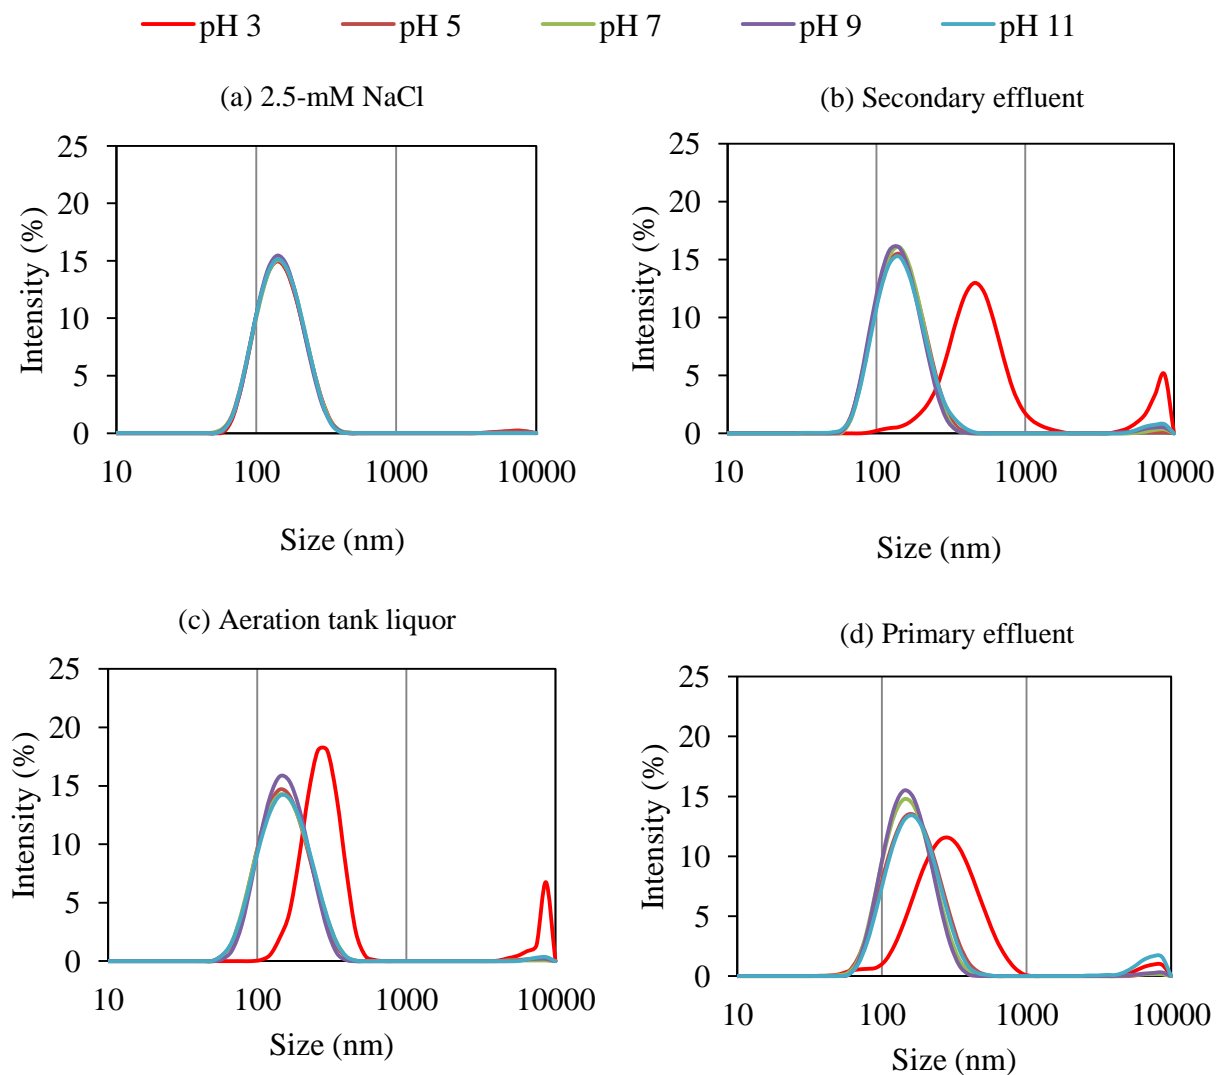 pH 3 pH 5 pH 7 pH 9 pH 11
(a) 2.5-mM NaCl
25
20
15
10
5
0
Intensity (%)
10 100 1000 10000
Size (nm)
(b) Secondary effluent
25
20
15
10
5
0
Intensity (%)
10 100 1000 10000
Size (nm)
(c) Aeration tank liquor
25
20
15
10
5
0
Intensity (%)
10 100 1000 10000
Size (nm)
(d) Primary effluent
25
20
15
10
5
0
Intensity (%)
10 100 1000 10000
Size (nm)